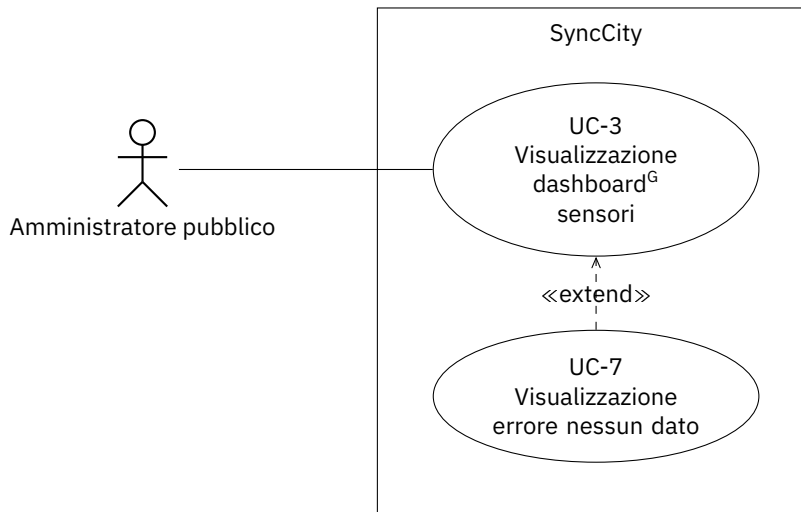 SyncCity
UC-3
Visualizzazione
dashboardᴳ
sensori
Amministratore pubblico
≪extend≫
UC-7
Visualizzazione
errore nessun dato